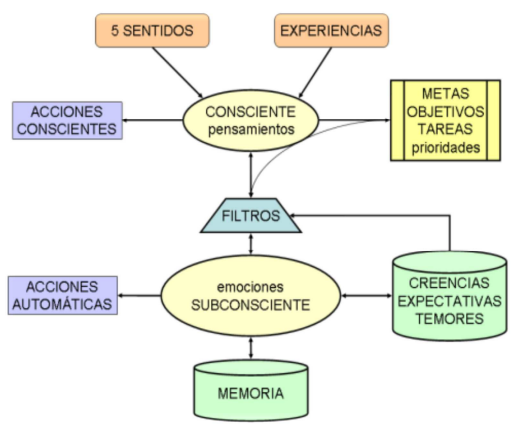 5 SENTIDOS
EXPERIENCIAS
ACCIONES
CONSCIENTES
CONSCIENTE
pensamientos
METAS
OBJETIVOS
TAREAS
prioridades
FILTROS
ACCIONES
AUTOMÁTICAS
emociones
SUBCONSCIENTE
CREENCIAS
EXPECTATIVAS
TEMORES
MEMORIA